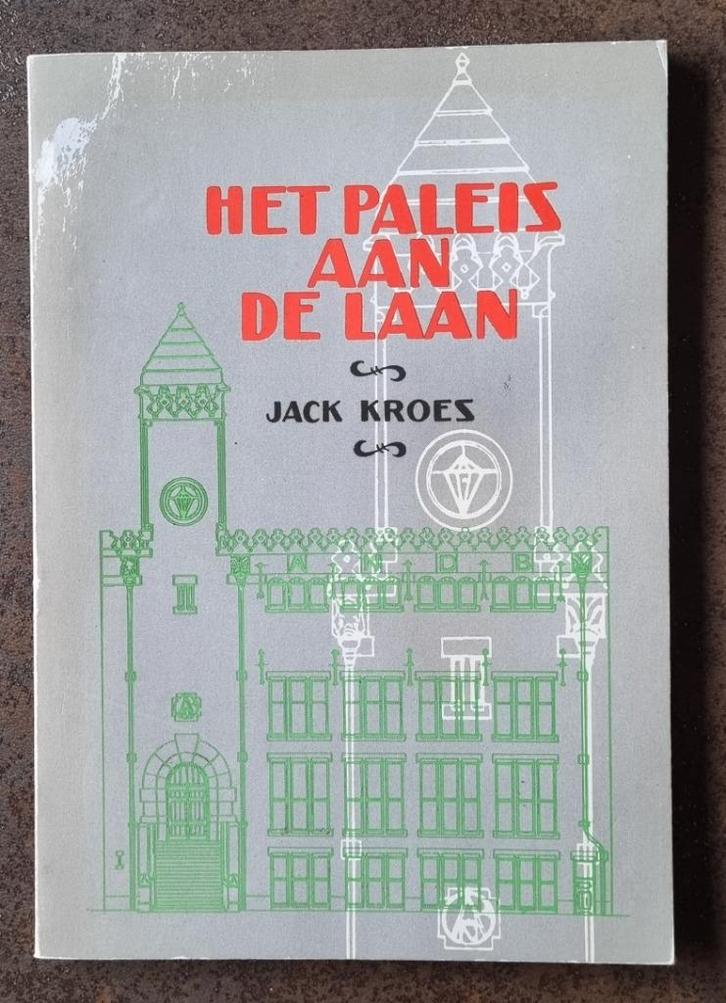 HET PALEIS
AAN
DE LAAN
JACK KROES
A N D B